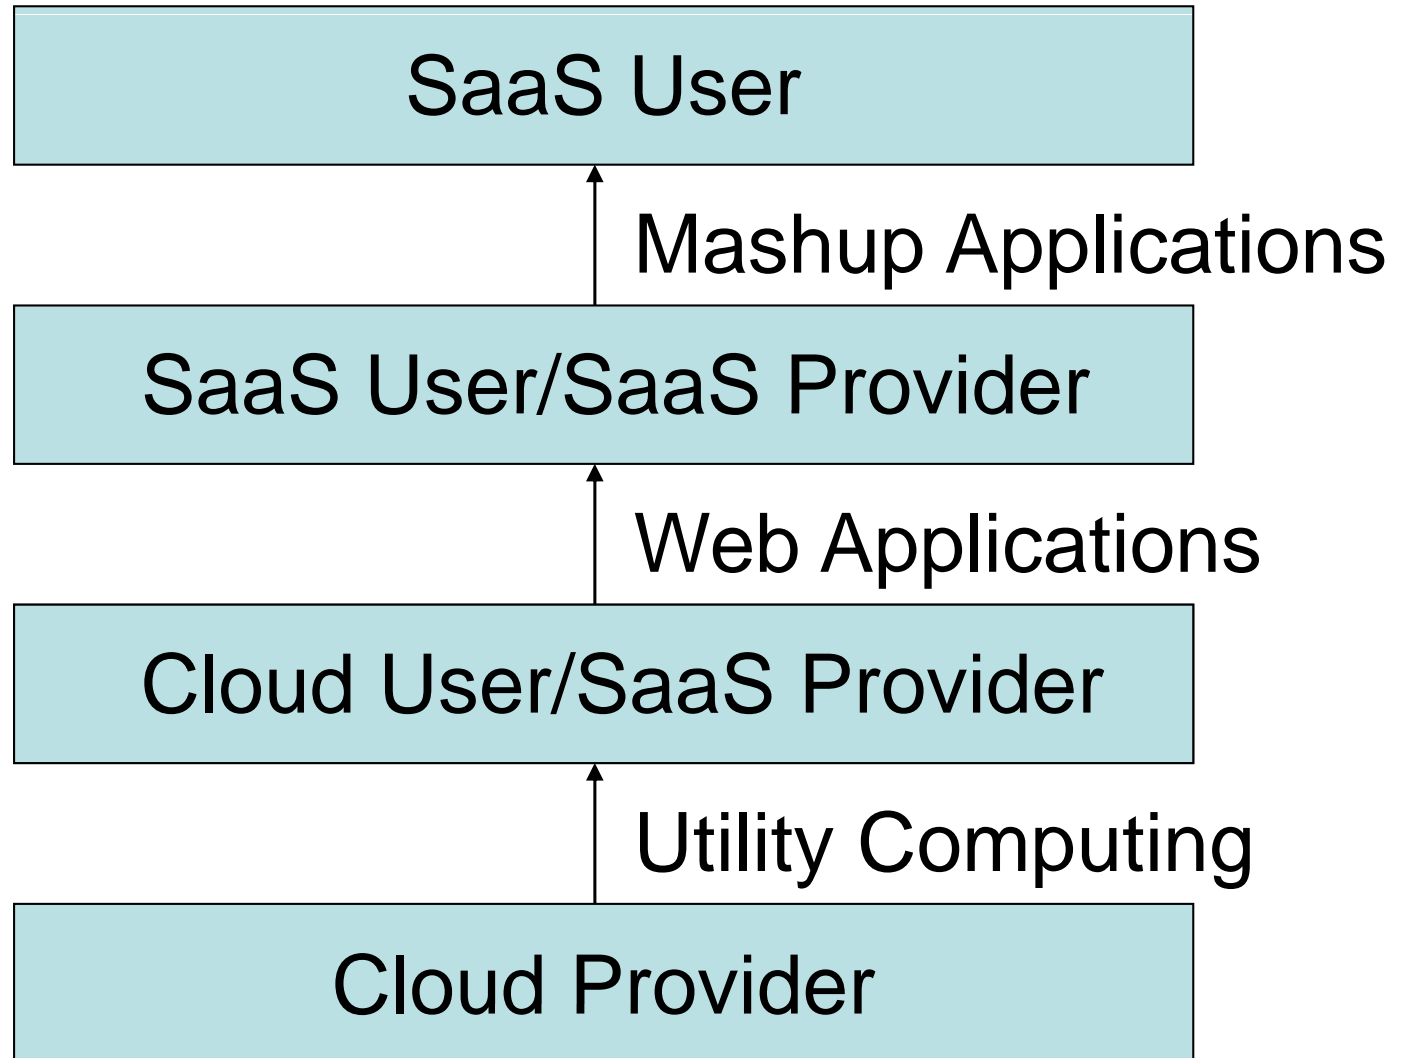 SaaS User
Mashup Applications
SaaS User/SaaS Provider
Web Applications
Cloud User/SaaS Provider
Utility Computing
Cloud Provider